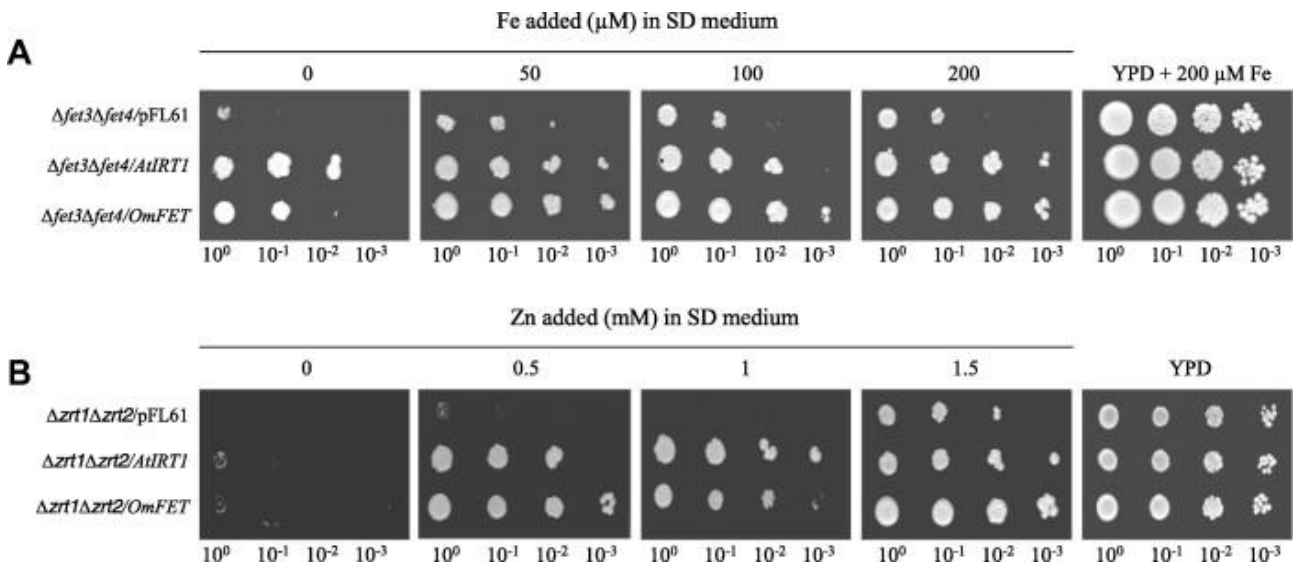 Fe added (µM) in SD medium
A
0 50 100 200 YPD + 200 µM Fe
Δfet3Δfet4/pFL61
Δfet3Δfet4/AtIRT1
Δfet3Δfet4/OmFET
10⁰ 10⁻¹ 10⁻² 10⁻³ 10⁰ 10⁻¹ 10⁻² 10⁻³ 10⁰ 10⁻¹ 10⁻² 10⁻³ 10⁰ 10⁻¹ 10⁻² 10⁻³ 10⁰ 10⁻¹ 10⁻² 10⁻³
Zn added (mM) in SD medium
B
0 0.5 1 1.5 YPD
Δzrt1Δzrt2/pFL61
Δzrt1Δzrt2/AtIRT1
Δzrt1Δzrt2/OmFET
10⁰ 10⁻¹ 10⁻² 10⁻³ 10⁰ 10⁻¹ 10⁻² 10⁻³ 10⁰ 10⁻¹ 10⁻² 10⁻³ 10⁰ 10⁻¹ 10⁻² 10⁻³ 10⁰ 10⁻¹ 10⁻² 10⁻³